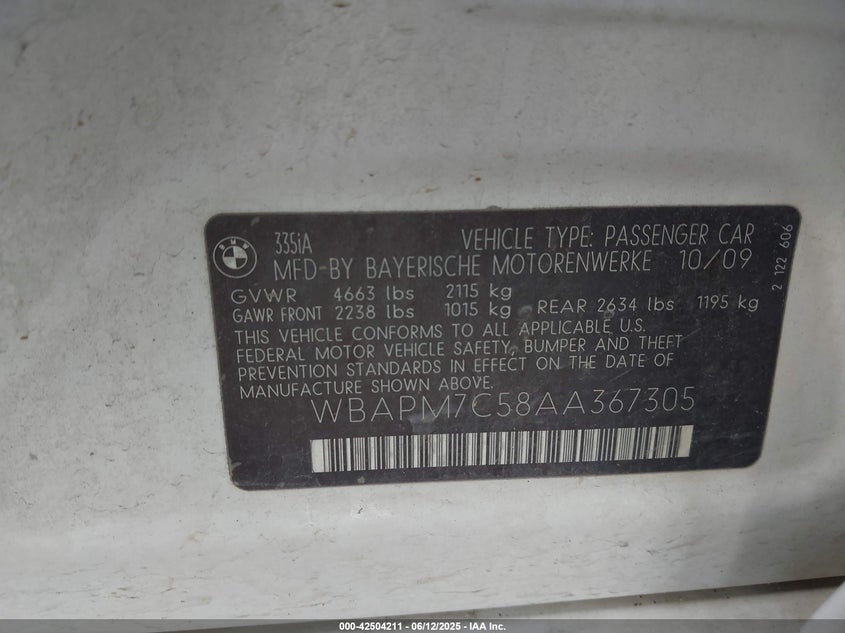 BMW
335iA
VEHICLE TYPE: PASSENGER CAR
MFD-BY BAYERISCHE MOTORENWERKE 10/09
GVWR 4663 lbs 2115 kg
GAWR FRONT 2238 lbs 1015 kg REAR 2634 lbs 1195 kg
THIS VEHICLE CONFORMS TO ALL APPLICABLE U.S.
FEDERAL MOTOR VEHICLE SAFETY, BUMPER AND THEFT
PREVENTION STANDARDS IN EFFECT ON THE DATE OF
MANUFACTURE SHOWN ABOVE.
WBAPM7C58AA367305
2 122 606
000-42504211 - 06/12/2025 - IAA Inc.